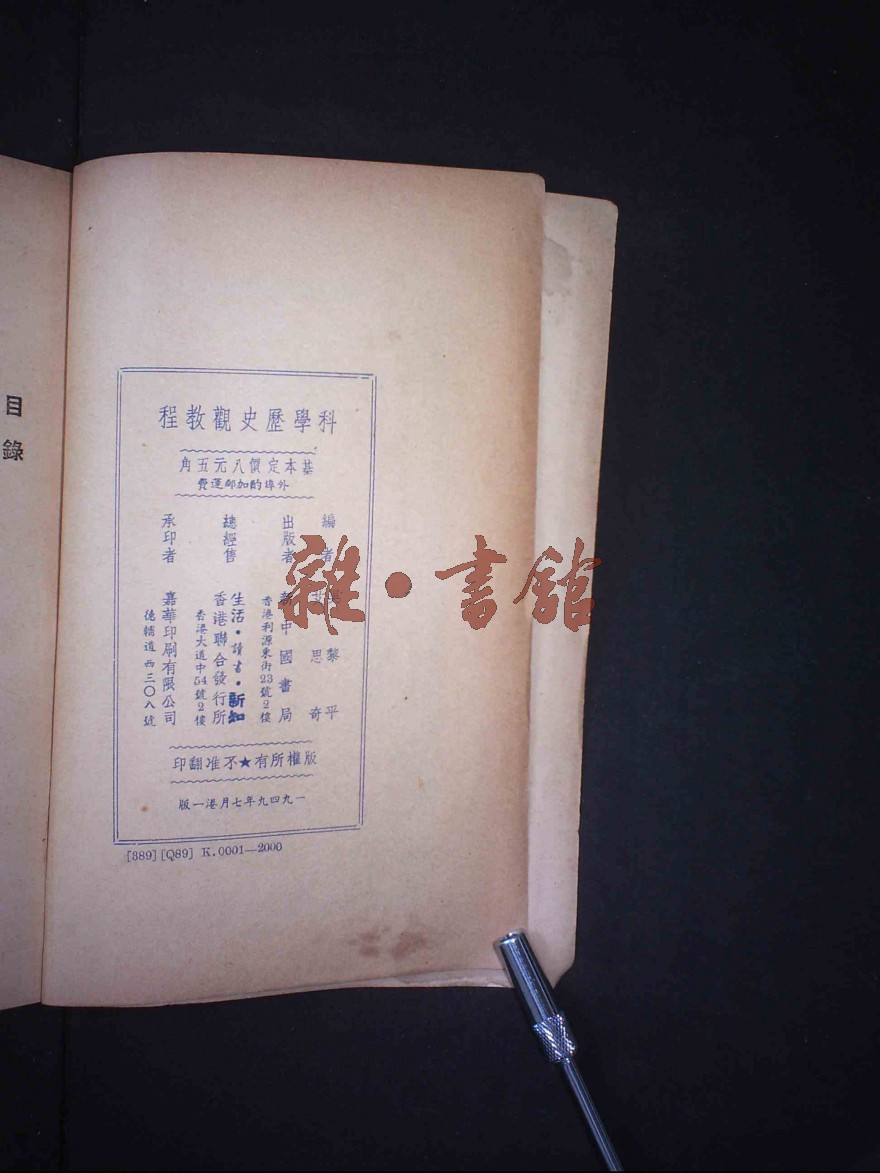 科學歷史觀教程
基本定價八元五角
外埠酌加郵運費
編者
吳黎平
艾思奇
出版者
新中國書局
香港利源東街23號2樓
總經售
生活·讀書·新知
香港聯合發行所
香港大道中54號2樓
承印者
嘉華印刷有限公司
德輔道西三〇八號
版權所有★不准翻印
一九四九年七月港一版
[389][Q89] K.0001—2000
目錄
雜·書館